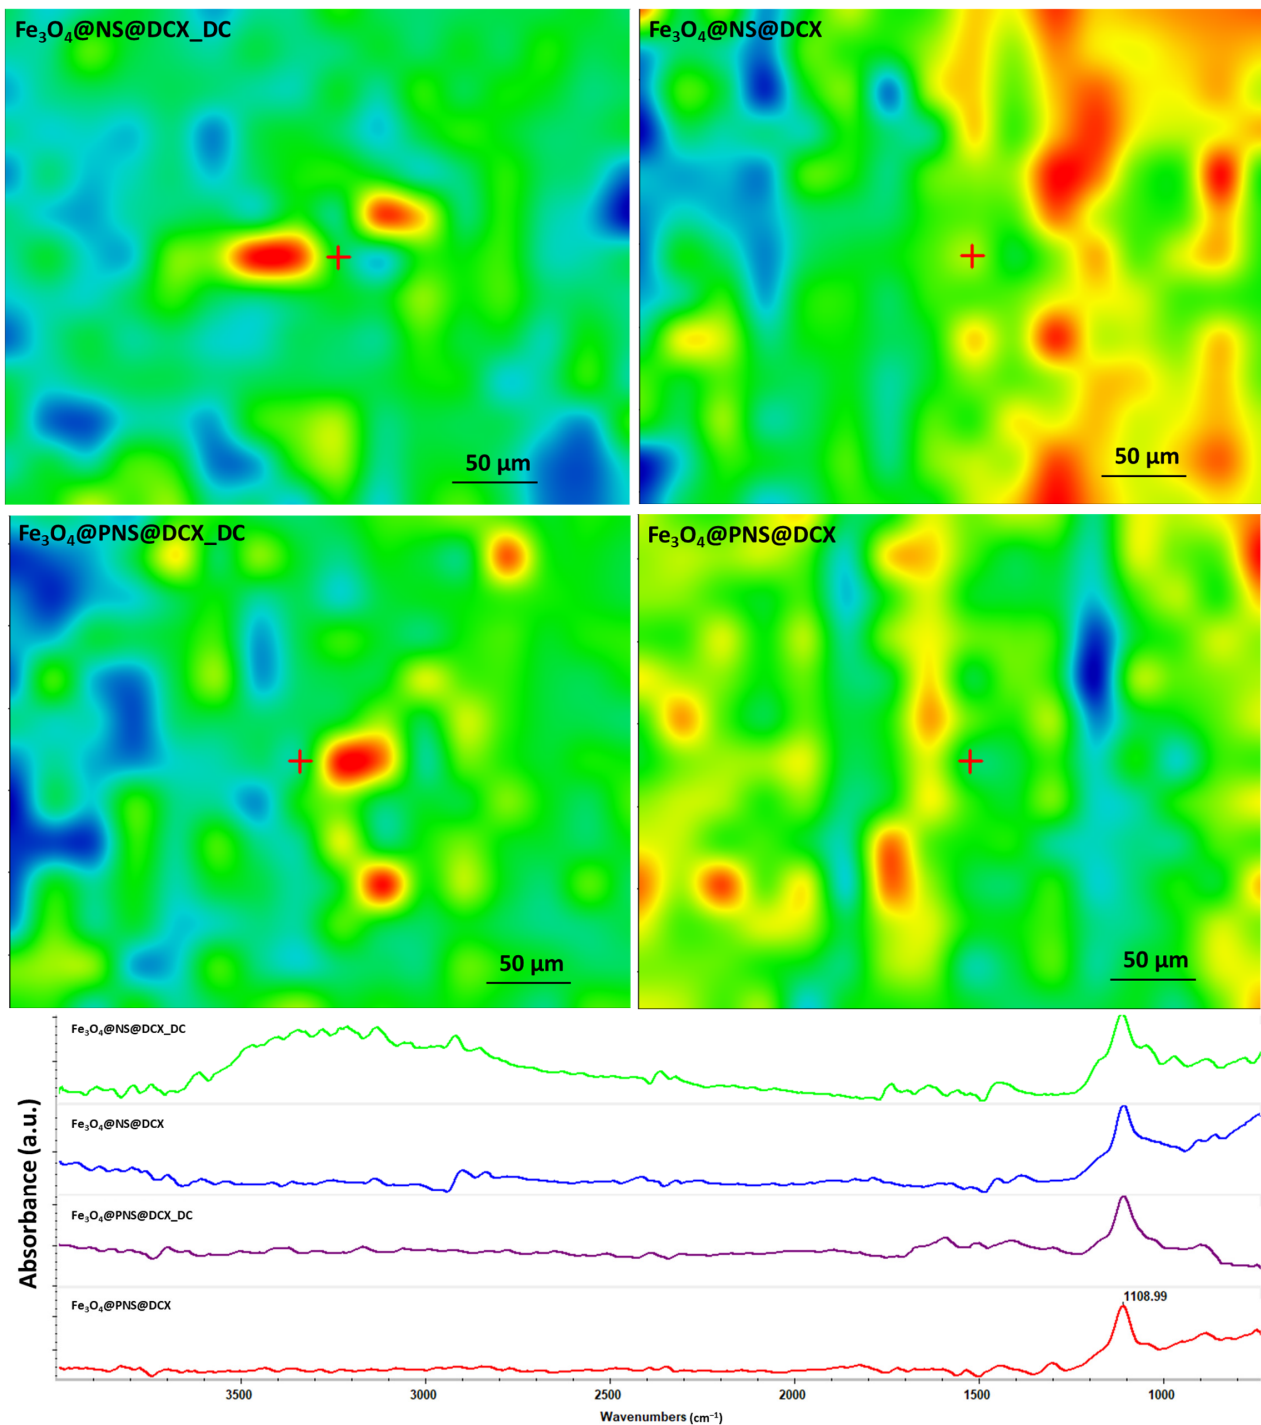 Fe₃O₄@NS@DCX_DC
Fe₃O₄@NS@DCX
50 µm
50 µm
Fe₃O₄@PNS@DCX_DC
Fe₃O₄@PNS@DCX
50 µm
50 µm
Fe₃O₄@NS@DCX_DC
Fe₃O₄@NS@DCX
Fe₃O₄@PNS@DCX_DC
Fe₃O₄@PNS@DCX
1108.99
Absorbance (a.u.)
3500 3000 2500 2000 1500 1000
Wavenumbers (cm⁻¹)